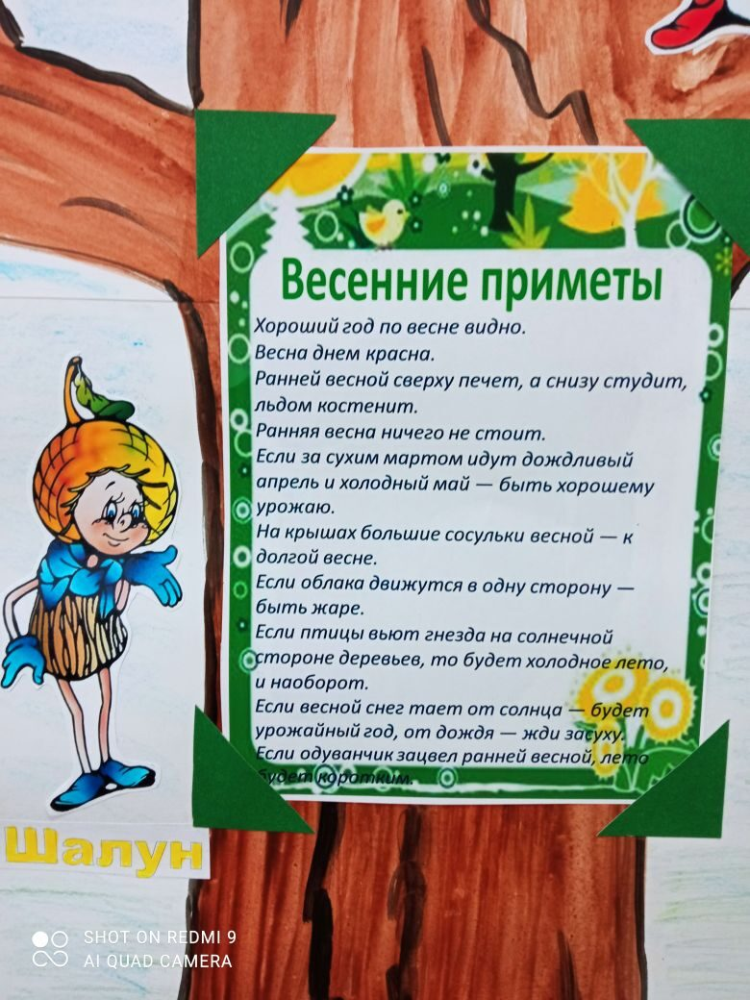 Весенние приметы
Хороший год по весне видно.
Весна днем красна.
Ранней весной сверху печет, а снизу студит,
льдом костенит.
Ранняя весна ничего не стоит.
Если за сухим мартом идут дождливый
апрель и холодный май — быть хорошему
урожаю.
На крышах большие сосульки весной — к
долгой весне.
Если облака движутся в одну сторону —
быть жаре.
Если птицы вьют гнезда на солнечной
стороне деревьев, то будет холодное лето,
и наоборот.
Если весной снег тает от солнца — будет
урожайный год, от дождя — жди засуху.
Если одуванчик зацвел ранней весной, лето
будет коротким.
Шалун
SHOT ON REDMI 9
AI QUAD CAMERA